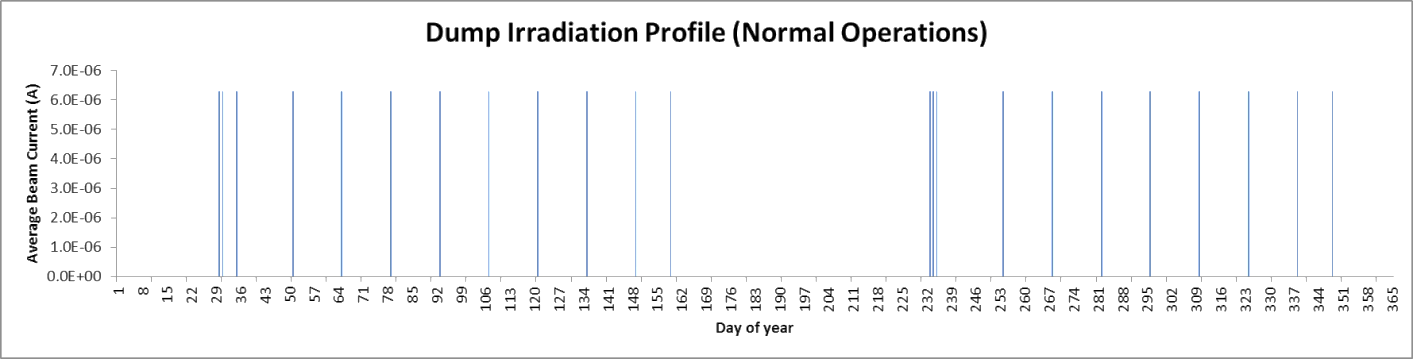 Dump Irradiation Profile (Normal Operations)
Average Beam Current (A)
7.0E-06
6.0E-06
5.0E-06
4.0E-06
3.0E-06
2.0E-06
1.0E-06
0.0E+00
1 8 15 22 29 36 43 50 57 64 71 78 85 92 99 106 113 120 127 134 141 148 155 162 169 176 183 190 197 204 211 218 225 232 239 246 253 260 267 274 281 288 295 302 309 316 323 330 337 344 351 358 365
Day of year